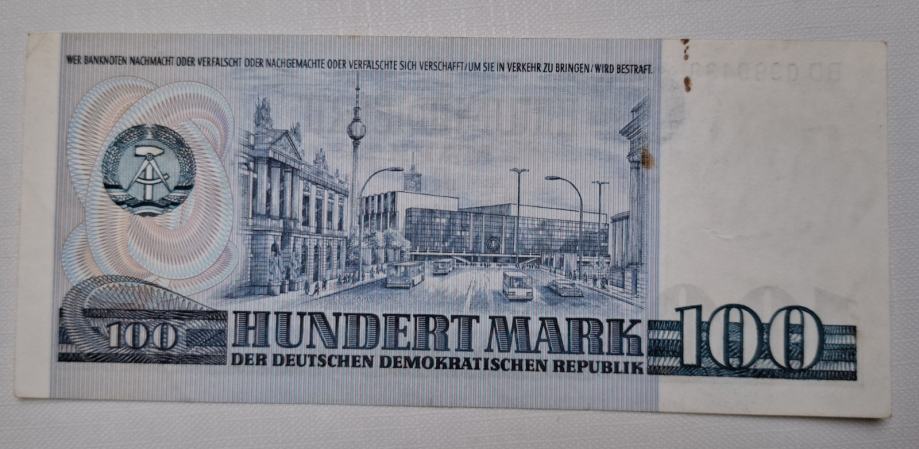 WER BANKNOTEN NACHMACHT ODER VERFÄLSCHT ODER NACHGEMACHTE ODER VERFÄLSCHTE SICH VERSCHAFFT/UM SIE IN VERKEHR ZU BRINGEN/WIRD BESTRAFT.
100
HUNDERT MARK
DER DEUTSCHEN DEMOKRATISCHEN REPUBLIK
100